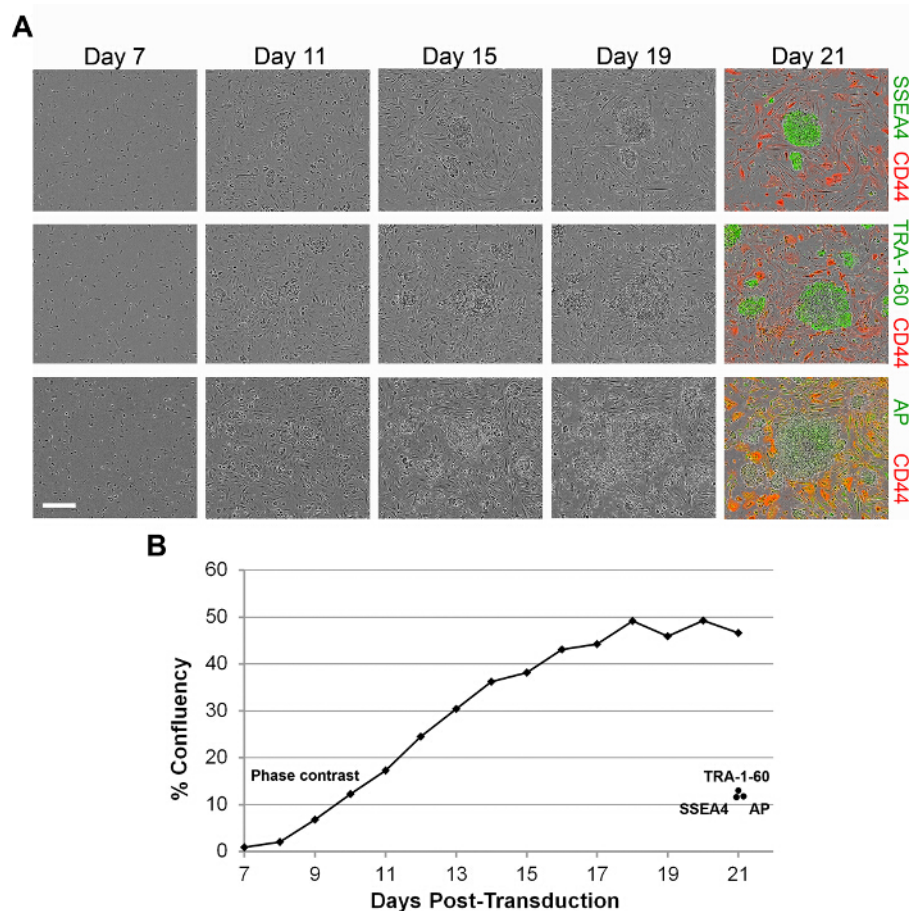 A
Day 7 Day 11 Day 15 Day 19 Day 21
SSEA4 CD44
TRA-1-60 CD44
AP CD44
B
60
50
40
30
20
10
0
% Confluency
Phase contrast
TRA-1-60
SSEA4 AP
7 9 11 13 15 17 19 21
Days Post-Transduction